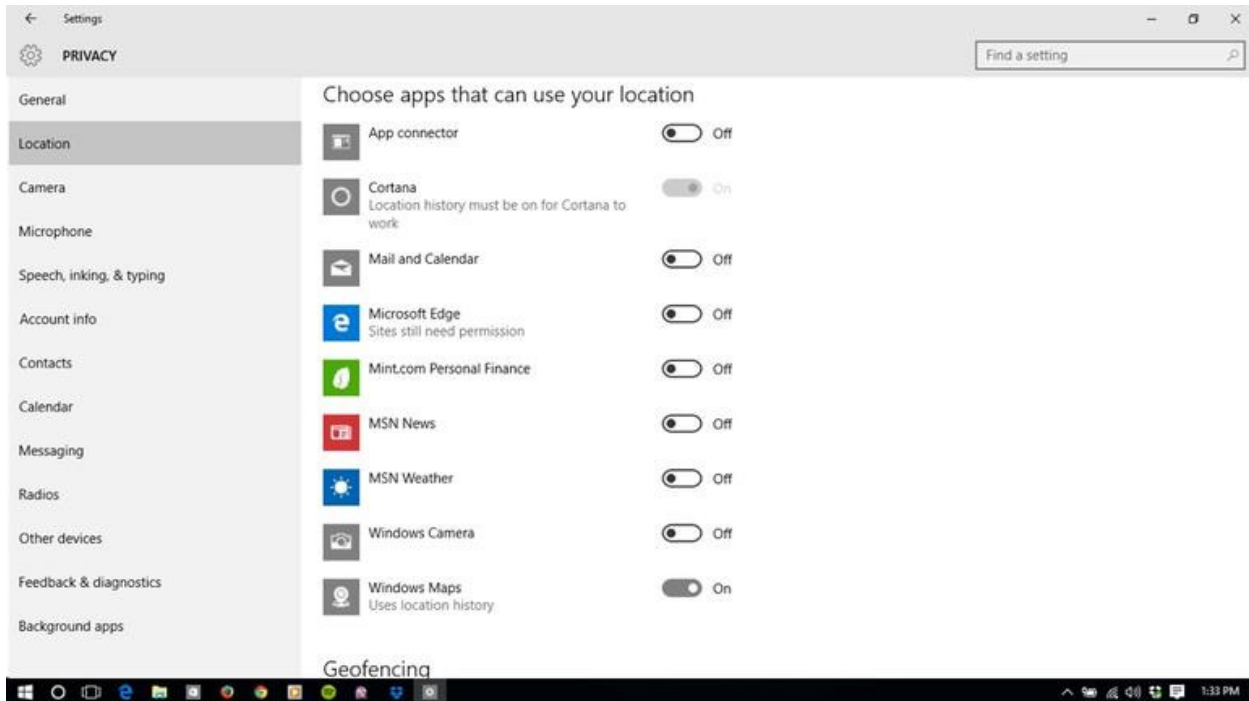 Settings
PRIVACY
Find a setting
General
Location
Camera
Microphone
Speech, inking, & typing
Account info
Contacts
Calendar
Messaging
Radios
Other devices
Feedback & diagnostics
Background apps
Choose apps that can use your location
App connector Off
Cortana On
Location history must be on for Cortana to
work
Mail and Calendar Off
Microsoft Edge Off
Sites still need permission
Mint.com Personal Finance Off
MSN News Off
MSN Weather Off
Windows Camera Off
Windows Maps On
Uses location history
Geofencing
1:33 PM